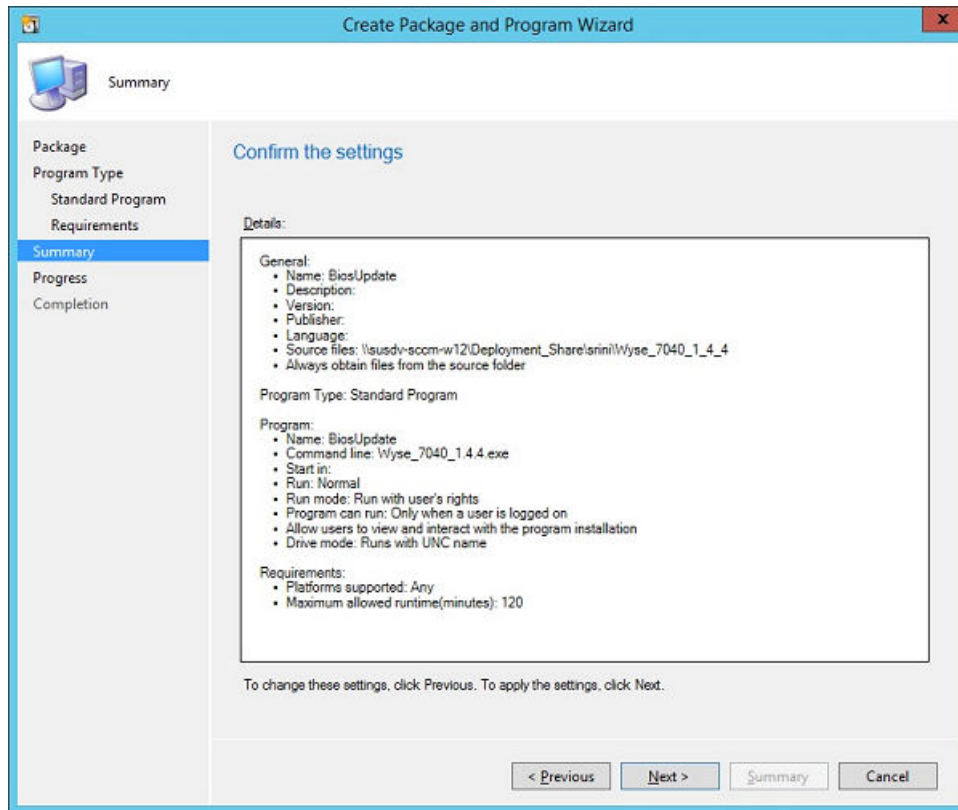 Create Package and Program Wizard
x
Summary
Package
Program Type
Standard Program
Requirements
Summary
Progress
Completion
Confirm the settings
Details:
General:
• Name: BiosUpdate
• Description:
• Version:
• Publisher:
• Language:
• Source files: \\susdv-sccm-w12\Deployment_Share\srini\Wyse_7040_1_4_4
• Always obtain files from the source folder
Program Type: Standard Program
Program:
• Name: BiosUpdate
• Command line: Wyse_7040_1.4.4.exe
• Start in:
• Run: Normal
• Run mode: Run with user's rights
• Program can run: Only when a user is logged on
• Allow users to view and interact with the program installation
• Drive mode: Runs with UNC name
Requirements:
• Platforms supported: Any
• Maximum allowed runtime(minutes): 120
To change these settings, click Previous. To apply the settings, click Next.
< Previous
Next >
Summary
Cancel